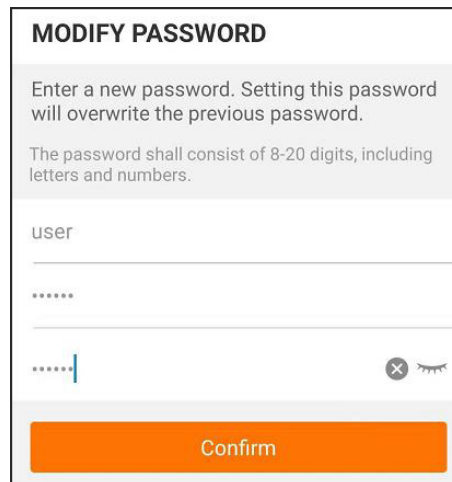 MODIFY PASSWORD
Enter a new password. Setting this password
will overwrite the previous password.
The password shall consist of 8-20 digits, including
letters and numbers.
user
••••••
••••••
Confirm